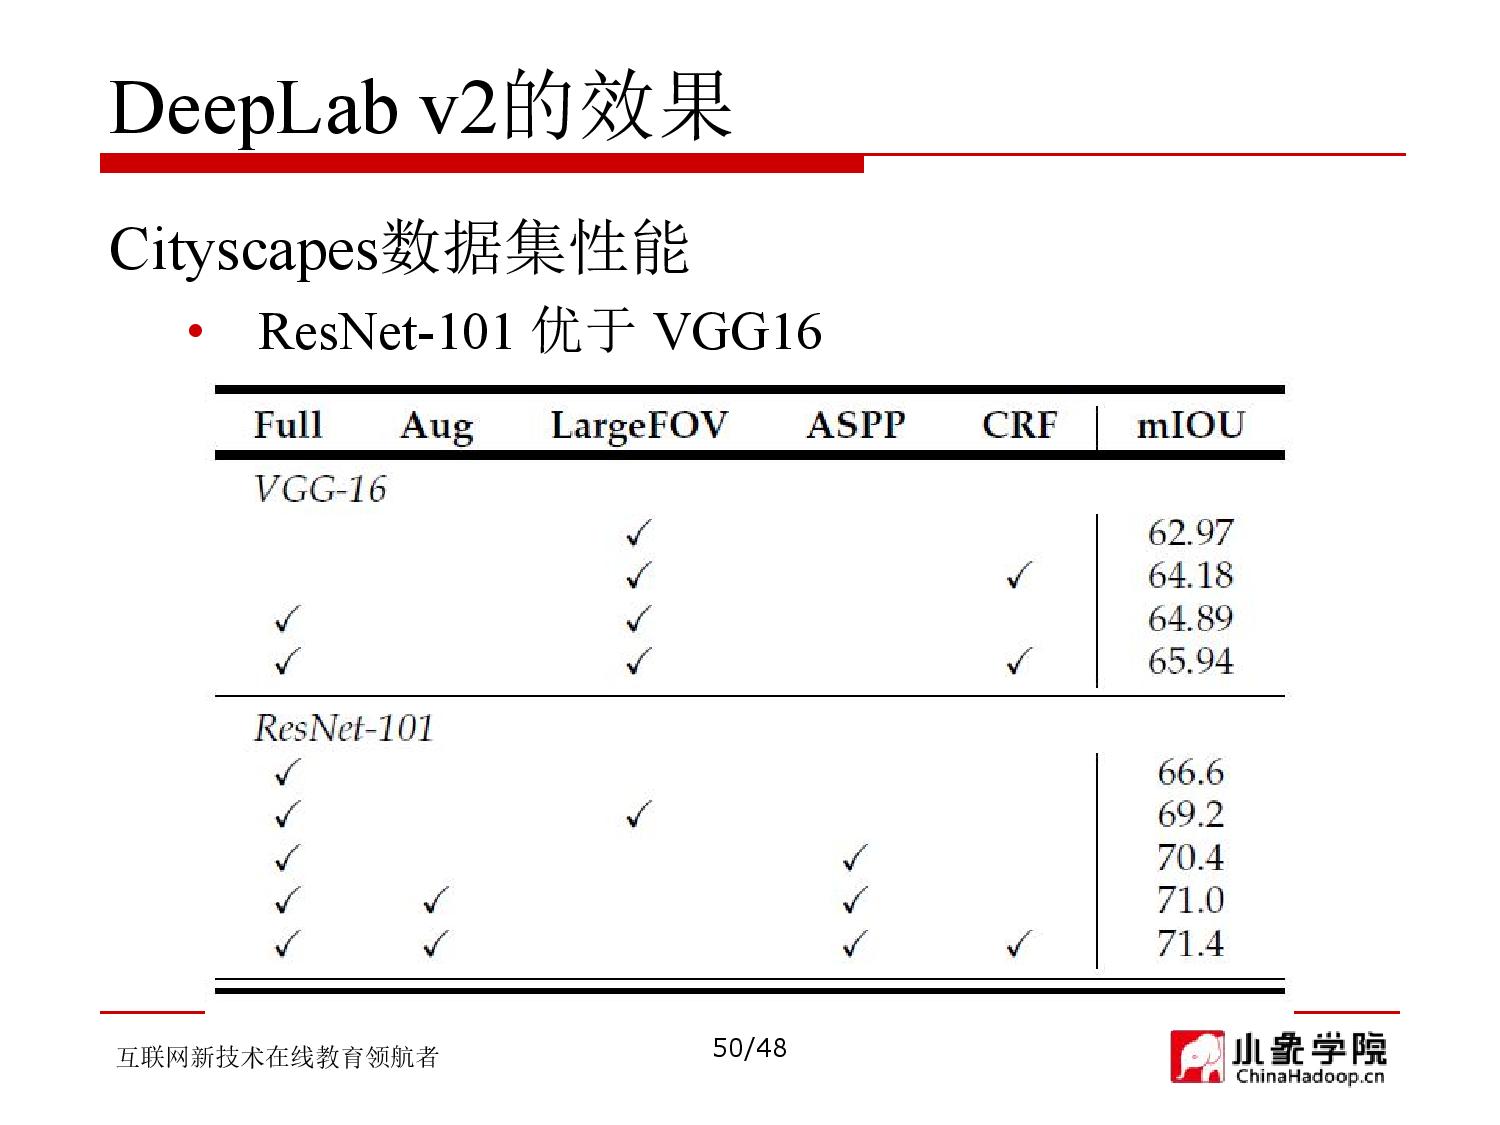 DeepLab v2的效果
Cityscapes数据集性能
• ResNet-101 优于 VGG16
Full Aug LargeFOV ASPP CRF mIOU
VGG-16
✓ 62.97
✓ ✓ 64.18
✓ ✓ 64.89
✓ ✓ ✓ 65.94
ResNet-101
✓ 66.6
✓ ✓ 69.2
✓ ✓ 70.4
✓ ✓ ✓ 71.0
✓ ✓ ✓ ✓ 71.4
互联网新技术在线教育领航者
50/48
小象学院
ChinaHadoop.cn